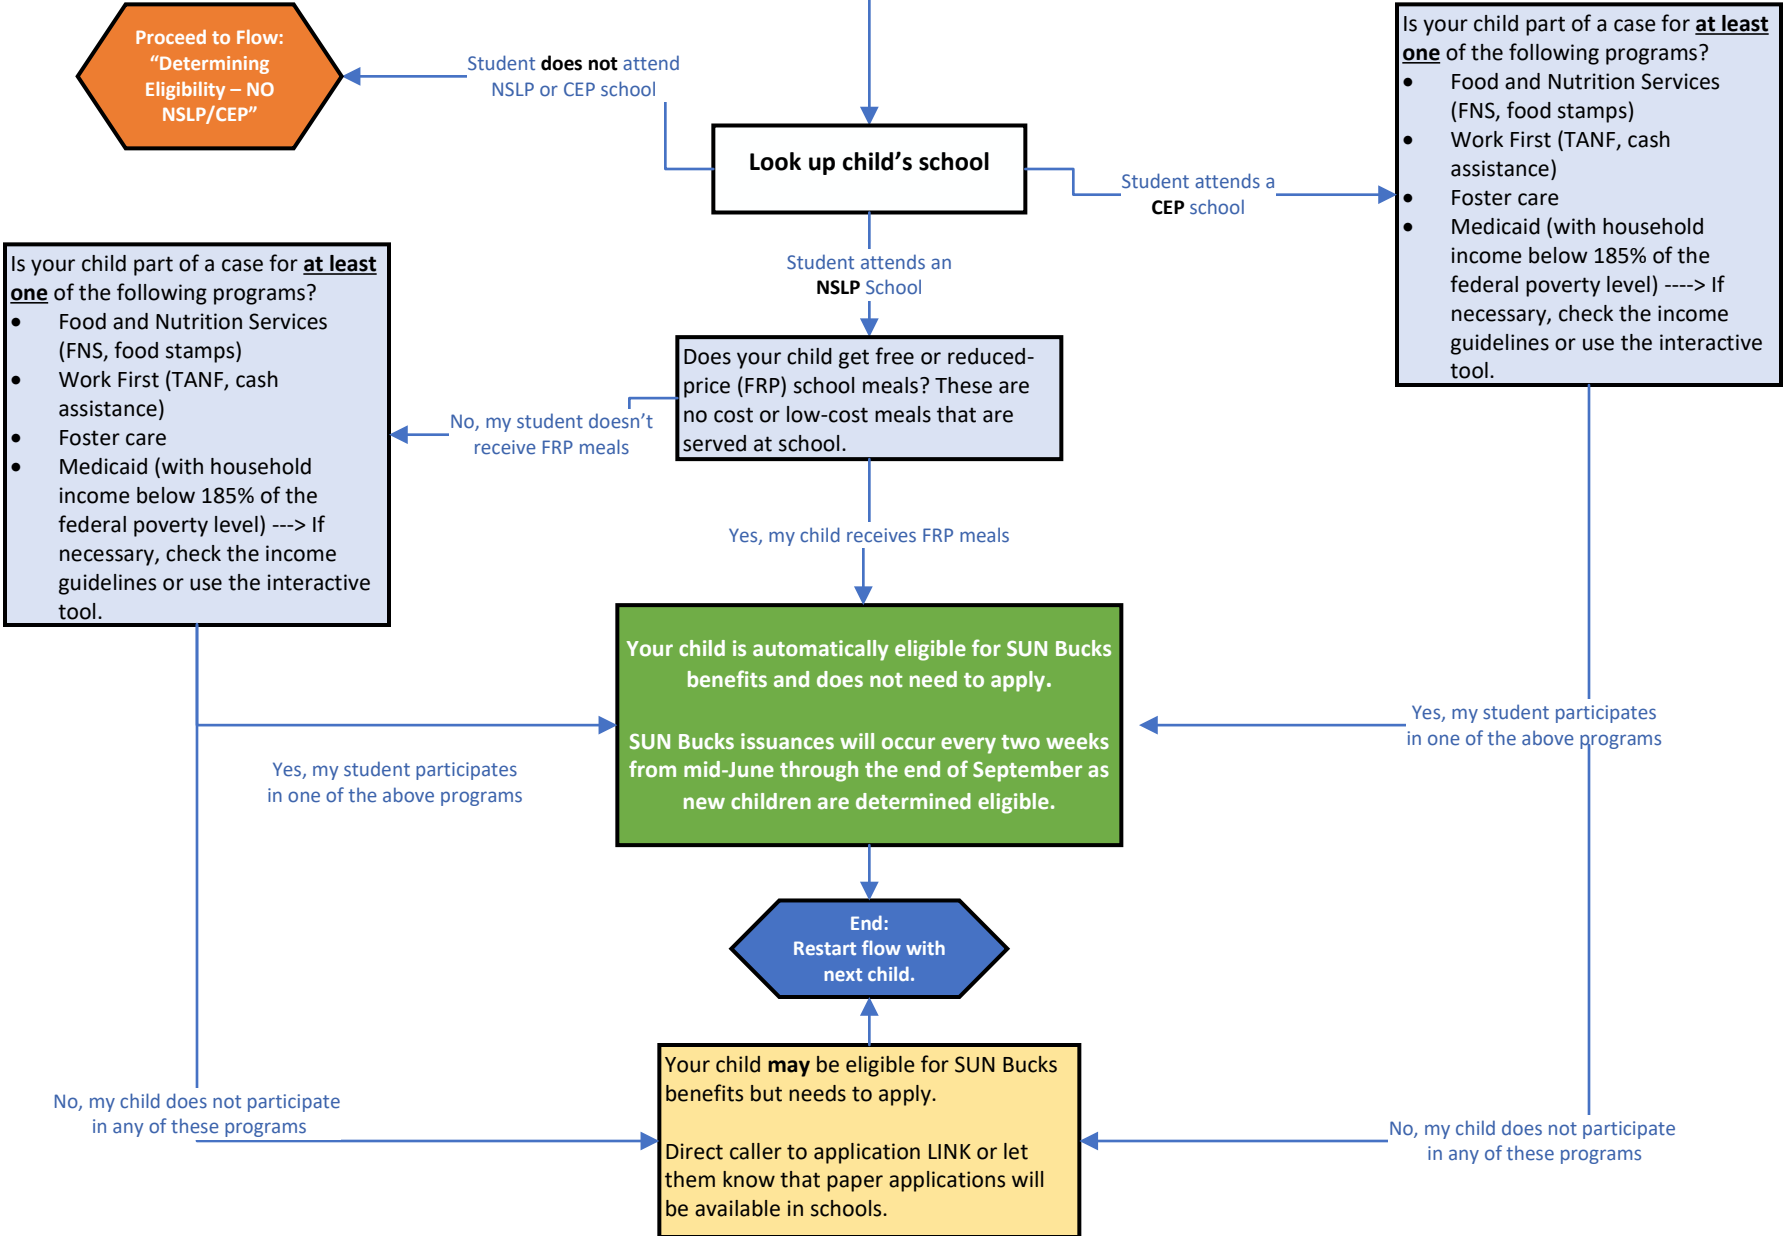 Proceed to Flow:
“Determining
Eligibility – NO
NSLP/CEP”
Student does not attend
NSLP or CEP school
Look up child’s school
Student attends a
CEP school
Is your child part of a case for at least
one of the following programs?
• Food and Nutrition Services
(FNS, food stamps)
• Work First (TANF, cash
assistance)
• Foster care
• Medicaid (with household
income below 185% of the
federal poverty level) ----> If
necessary, check the income
guidelines or use the interactive
tool.
Student attends an
NSLP School
Is your child part of a case for at least
one of the following programs?
• Food and Nutrition Services
(FNS, food stamps)
• Work First (TANF, cash
assistance)
• Foster care
• Medicaid (with household
income below 185% of the
federal poverty level) ---> If
necessary, check the income
guidelines or use the interactive
tool.
No, my student doesn’t
receive FRP meals
Does your child get free or reduced-
price (FRP) school meals? These are
no cost or low-cost meals that are
served at school.
Yes, my child receives FRP meals
Your child is automatically eligible for SUN Bucks
benefits and does not need to apply.
SUN Bucks issuances will occur every two weeks
from mid-June through the end of September as
new children are determined eligible.
Yes, my student participates
in one of the above programs
Yes, my student participates
in one of the above programs
End:
Restart flow with
next child.
No, my child does not participate
in any of these programs
Your child may be eligible for SUN Bucks
benefits but needs to apply.
Direct caller to application LINK or let
them know that paper applications will
be available in schools.
No, my child does not participate
in any of these programs